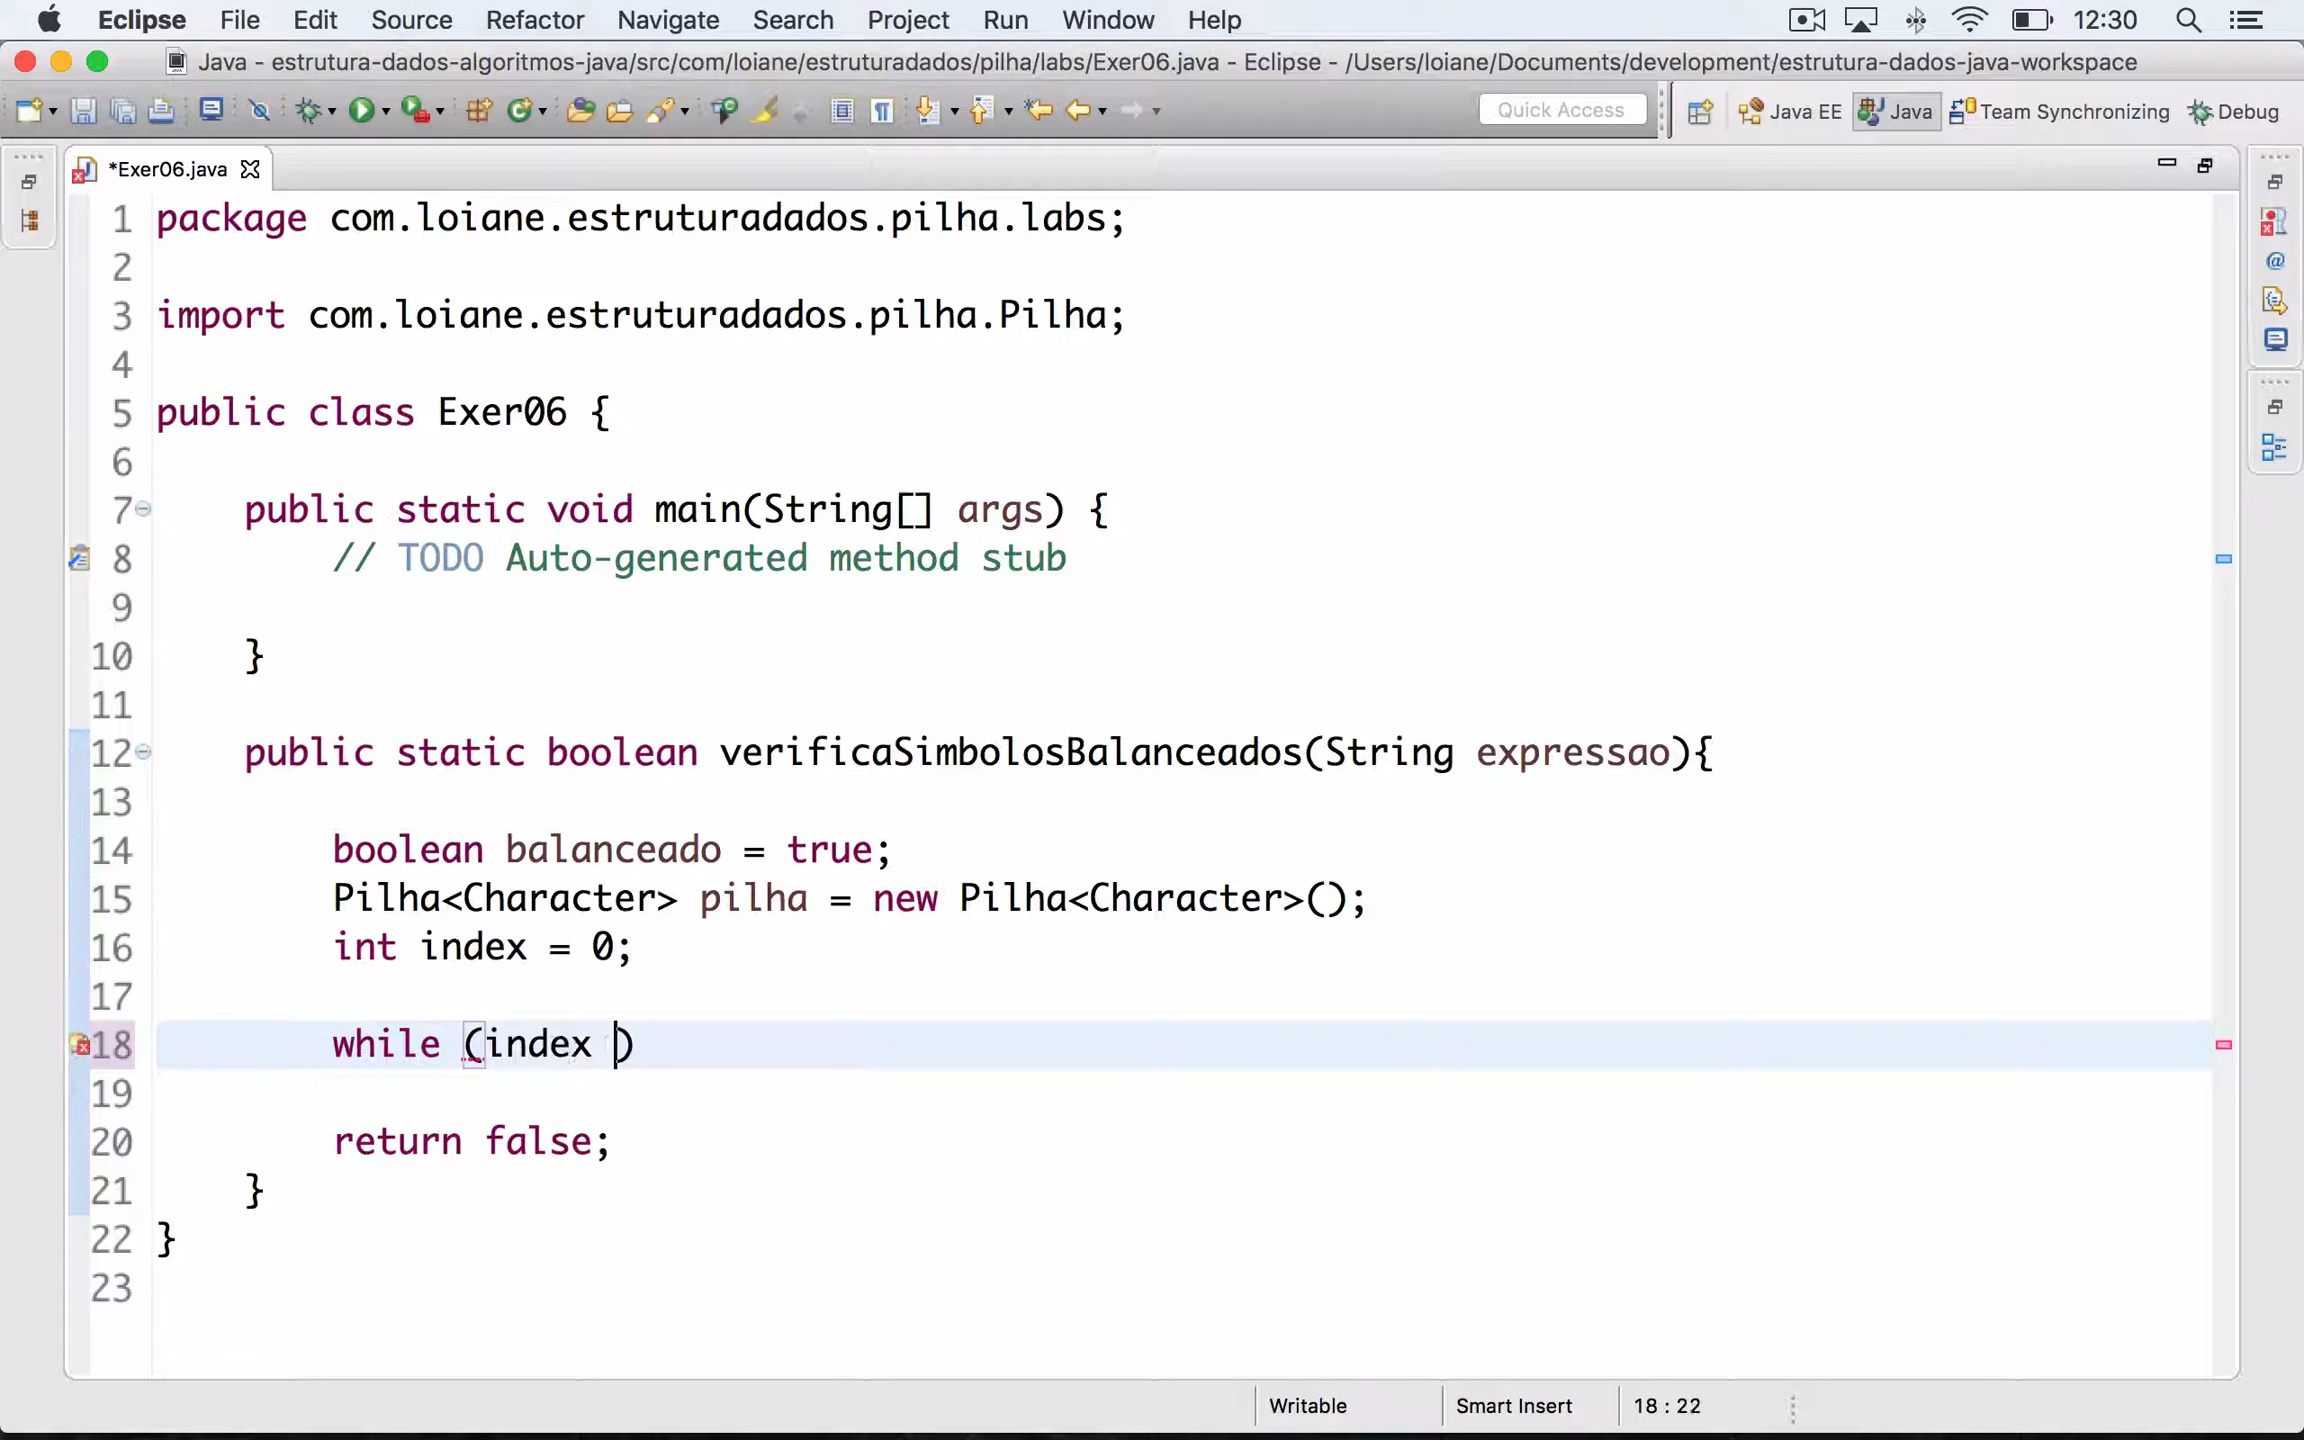 Eclipse File Edit Source Refactor Navigate Search Project Run Window Help 12:30
Java - estrutura-dados-algoritmos-java/src/com/loiane/estruturadados/pilha/labs/Exer06.java - Eclipse - /Users/loiane/Documents/development/estrutura-dados-java-workspace
Quick Access Java EE Java Team Synchronizing Debug
*Exer06.java
1 package com.loiane.estruturadados.pilha.labs;
2
3 import com.loiane.estruturadados.pilha.Pilha;
4
5 public class Exer06 {
6
7 public static void main(String[] args) {
8 // TODO Auto-generated method stub
9
10 }
11
12 public static boolean verificaSimbolosBalanceados(String expressao){
13
14 boolean balanceado = true;
15 Pilha<Character> pilha = new Pilha<Character>();
16 int index = 0;
17
18 while (index )
19
20 return false;
21 }
22 }
23
Writable Smart Insert 18 : 22